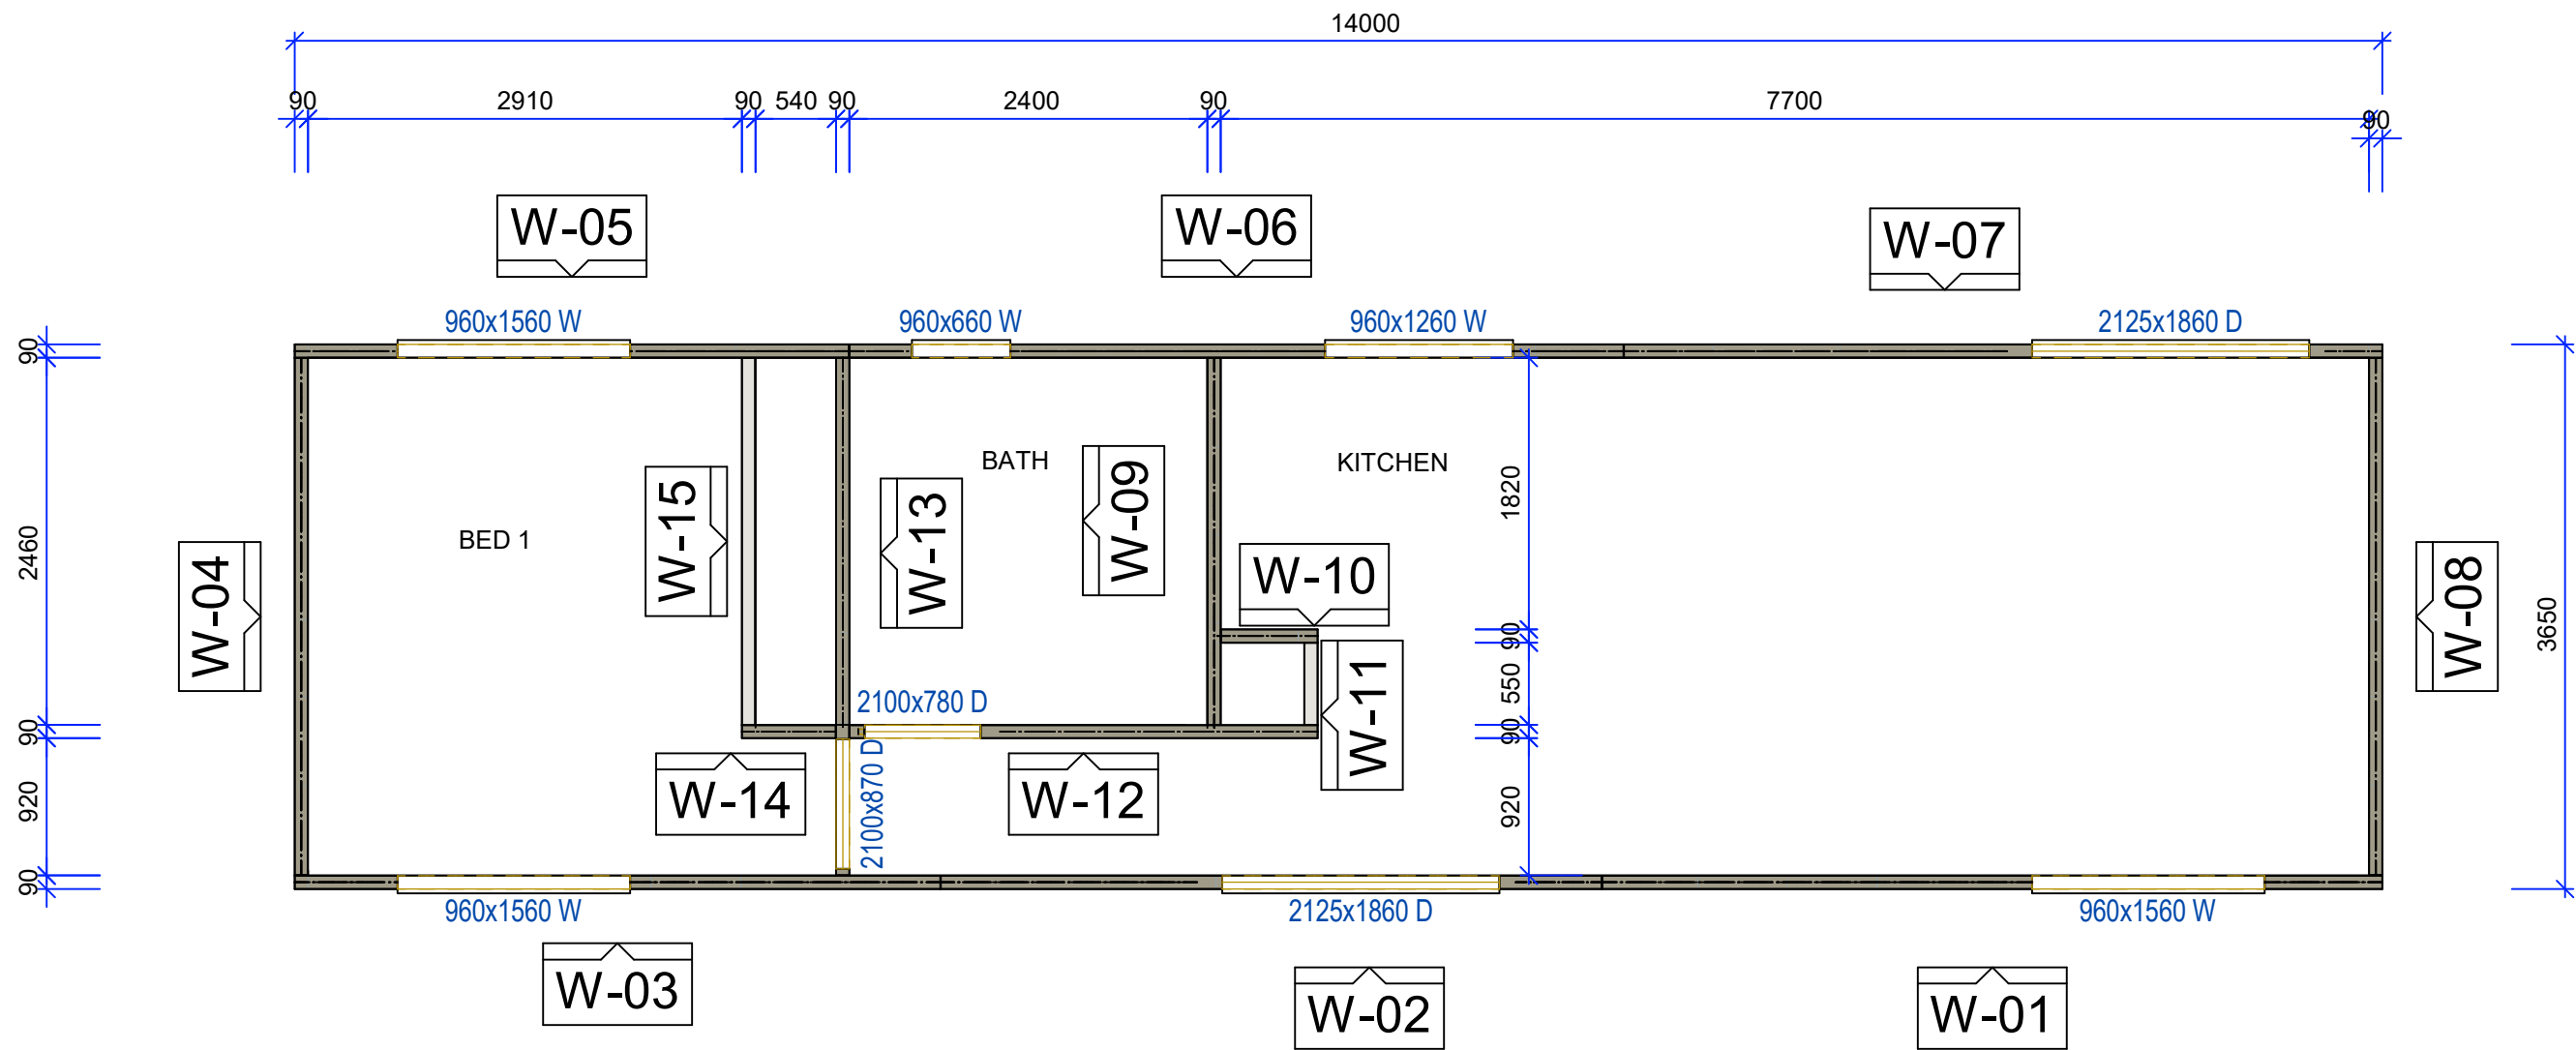 14000
90 2910 90 540 90 2400 90 7700 90
W-05 W-06 W-07
960x1560 W 960x660 W 960x1260 W 2125x1860 D
90
2460
90
920
90
W-04
BED 1
W-15
W-13
BATH
W-09
KITCHEN
W-10
W-11
1820
90
550
90
920
W-08
3650
2100x780 D
2100x870 D
W-14 W-12
960x1560 W 2125x1860 D 960x1560 W
W-03 W-02 W-01